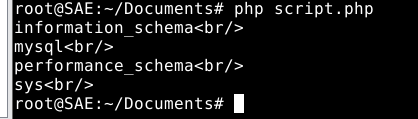 root@SAE:~/Documents# php script.php
information_schema<br/>
mysql<br/>
performance_schema<br/>
sys<br/>
root@SAE:~/Documents#